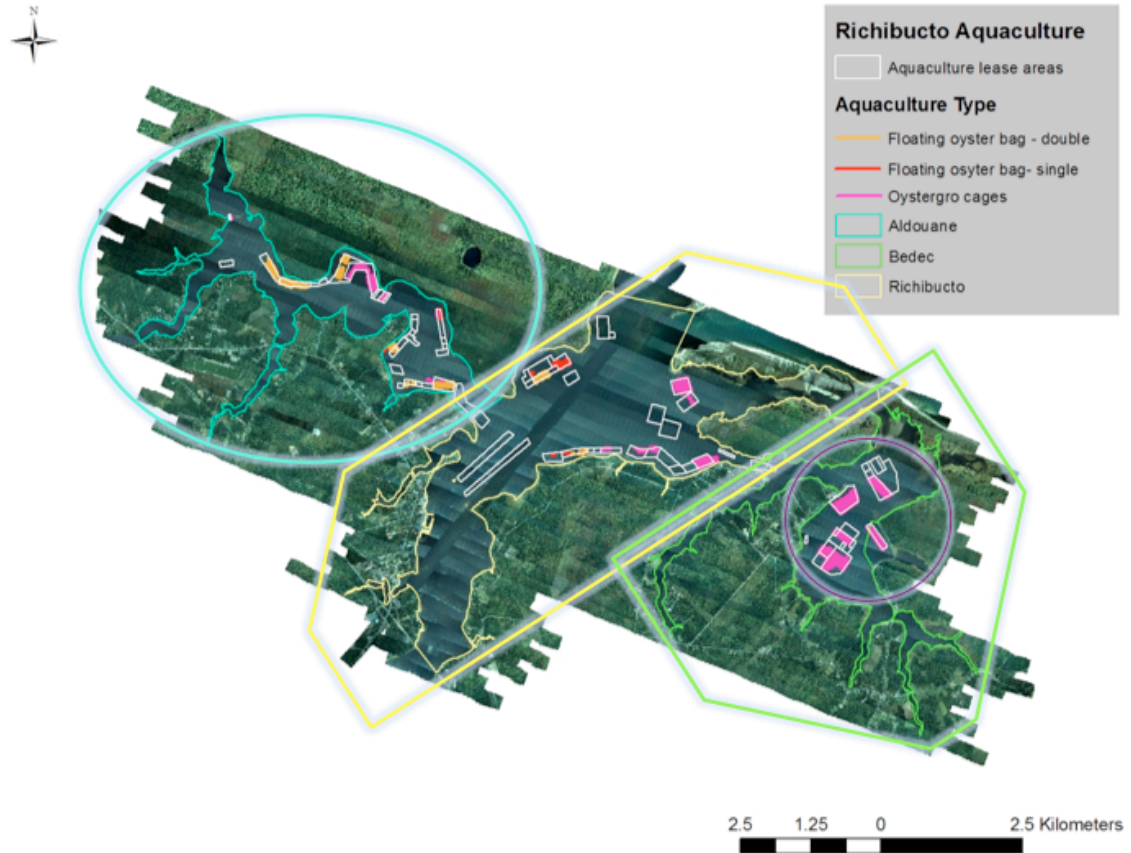 N
Richibucto Aquaculture
Aquaculture lease areas
Aquaculture Type
Floating oyster bag - double
Floating osyter bag- single
Oystergro cages
Aldouane
Bedec
Richibucto
2.5 1.25 0 2.5 Kilometers